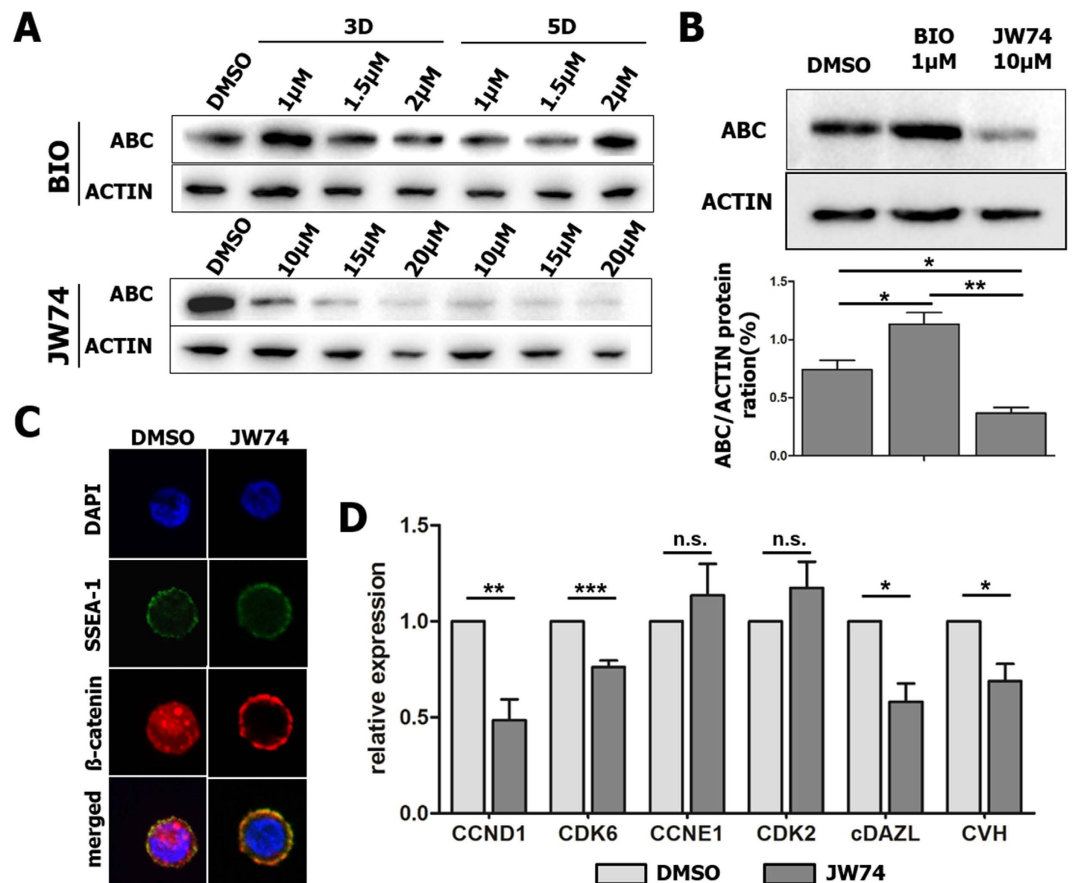 A
3D 5D
DMSO 1µM 1.5µM 2µM 1µM 1.5µM 2µM
BIO
ABC
ACTIN
DMSO 10µM 15µM 20µM 10µM 15µM 20µM
JW74
ABC
ACTIN
B
DMSO BIO 1µM JW74 10µM
ABC
ACTIN
* 
* **
ABC/ACTIN protein
ration(%)
1.5
1.0
0.5
0.0
C
DMSO JW74
DAPI
SSEA-1
ß-catenin
merged
D
relative expression
1.5
1.0
0.5
0.0
** *** n.s. n.s. * *
CCND1 CDK6 CCNE1 CDK2 cDAZL CVH
DMSO JW74